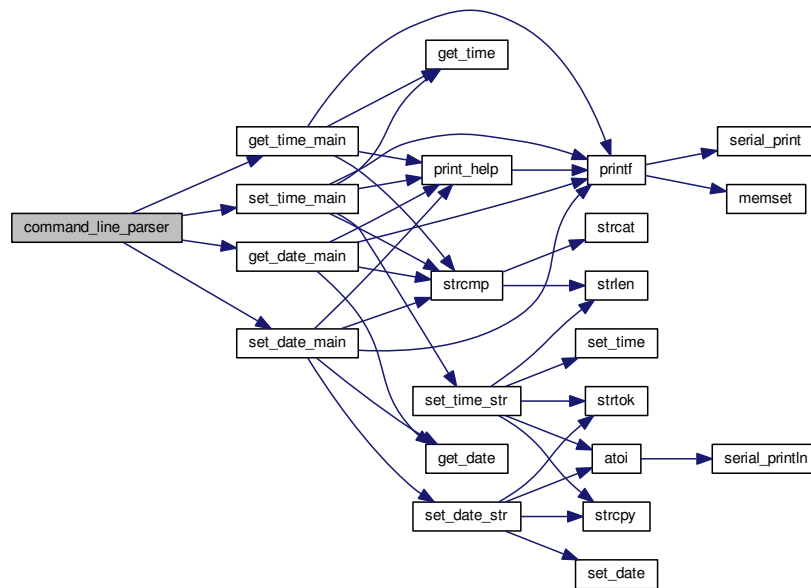 get_time
get_time_main
serial_print
print_help
printf
set_time_main
memset
command_line_parser
strcat
get_date_main
strcmp
strlen
set_date_main
set_time
set_time_str
strtok
get_date
atoi
serial_println
set_date_str
strcpy
set_date